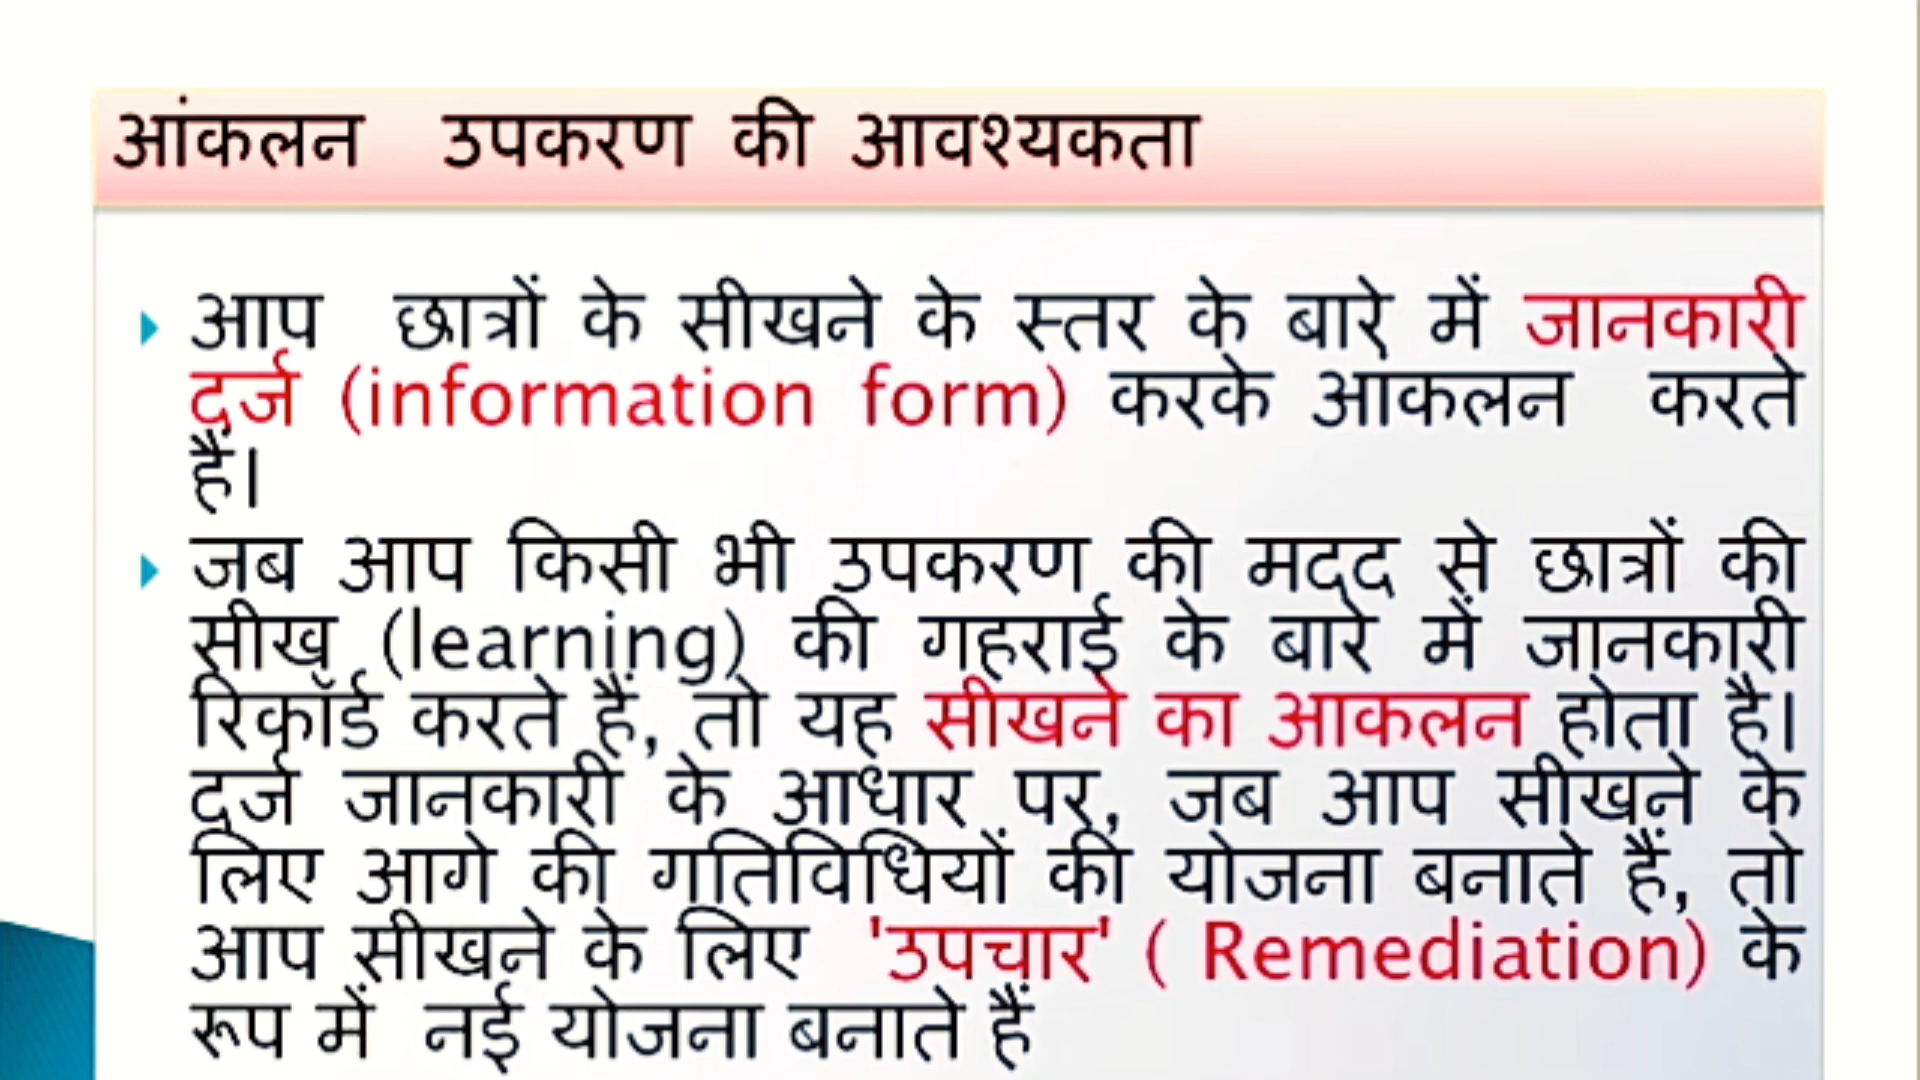 आंकलन उपकरण की आवश्यकता
आप छात्रों के सीखने के स्तर के बारे में जानकारी
दर्ज (information form) करके आकलन करते
हैं।
जब आप किसी भी उपकरण की मदद से छात्रों की
सीख (learning) की गहराई के बारे में जानकारी
रिकॉर्ड करते हैं, तो यह सीखने का आकलन होता है।
दर्ज जानकारी के आधार पर, जब आप सीखने के
लिए आगे की गतिविधियों की योजना बनाते हैं, तो
आप सीखने के लिए 'उपचार' ( Remediation) के
रूप में नई योजना बनाते हैं